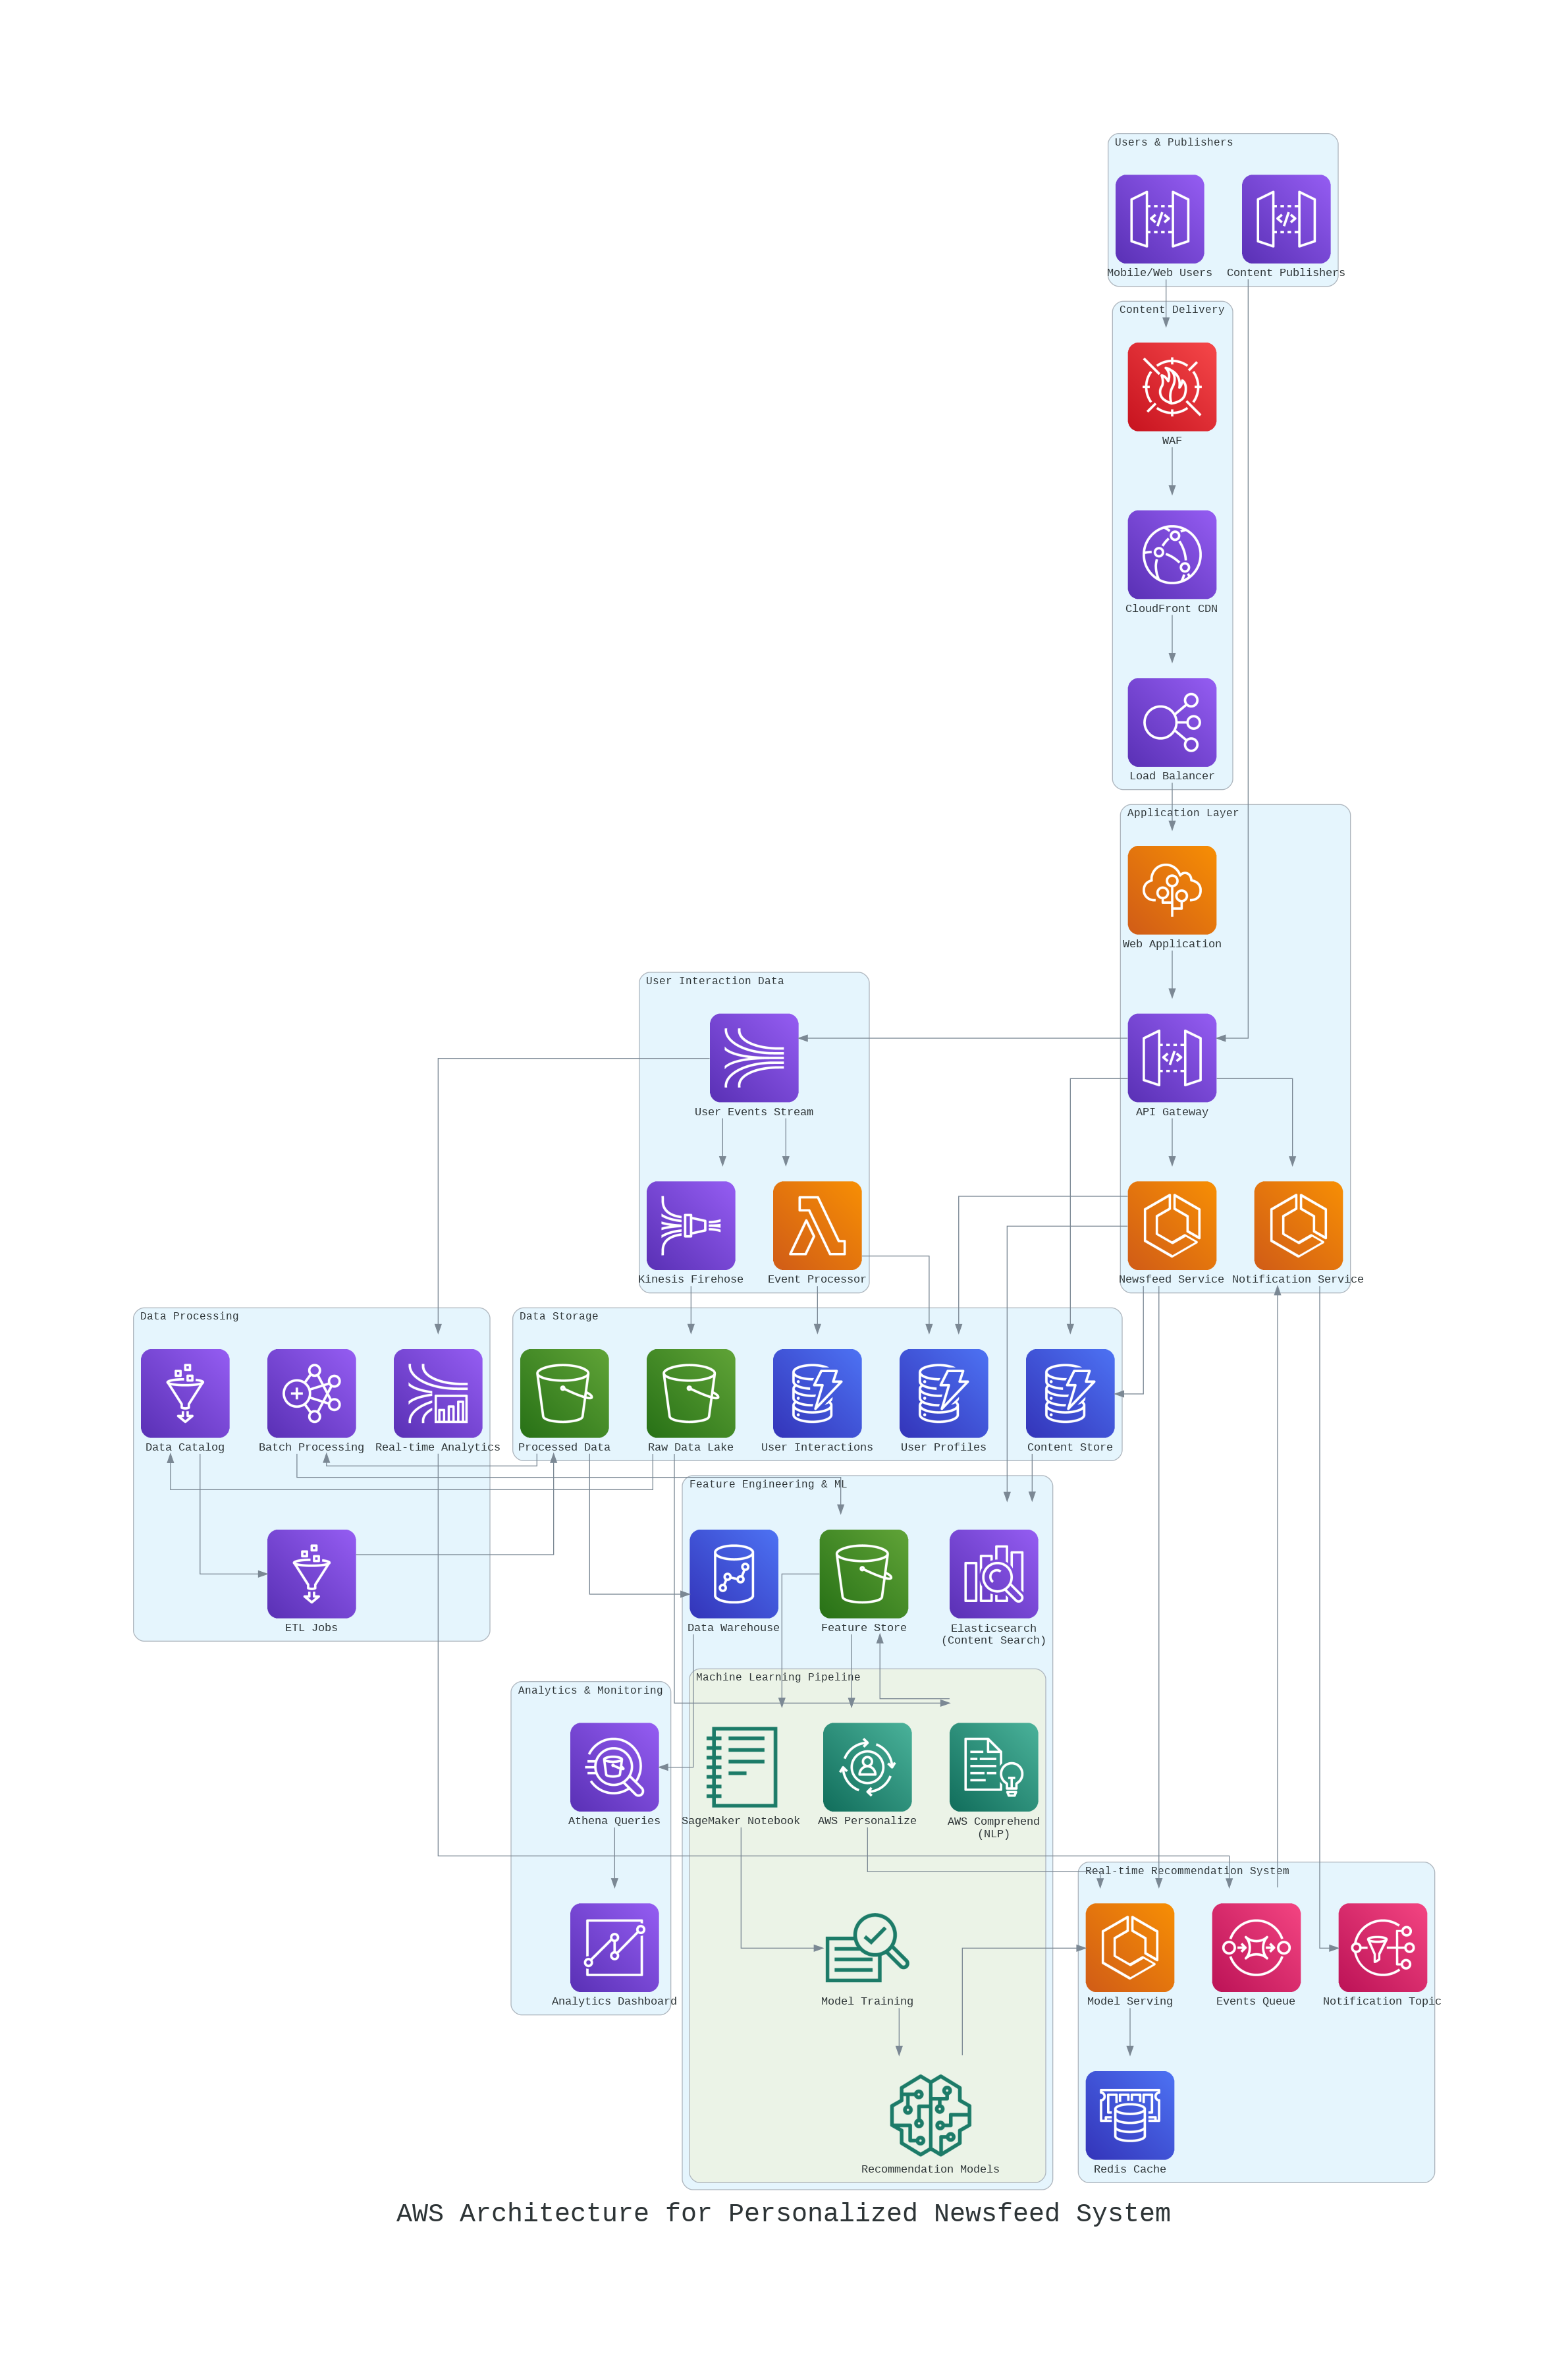 Users & Publishers
Mobile/Web Users
Content Publishers
Content Delivery
WAF
CloudFront CDN
Load Balancer
Application Layer
Web Application
User Interaction Data
User Events Stream
API Gateway
Kinesis Firehose
Event Processor
Newsfeed Service
Notification Service
Data Processing
Data Storage
Data Catalog
Batch Processing
Real-time Analytics
Processed Data
Raw Data Lake
User Interactions
User Profiles
Content Store
Feature Engineering & ML
ETL Jobs
Data Warehouse
Feature Store
Elasticsearch
(Content Search)
Machine Learning Pipeline
Analytics & Monitoring
Athena Queries
SageMaker Notebook
AWS Personalize
AWS Comprehend
(NLP)
Real-time Recommendation System
Analytics Dashboard
Model Training
Model Serving
Events Queue
Notification Topic
Recommendation Models
Redis Cache
AWS Architecture for Personalized Newsfeed System